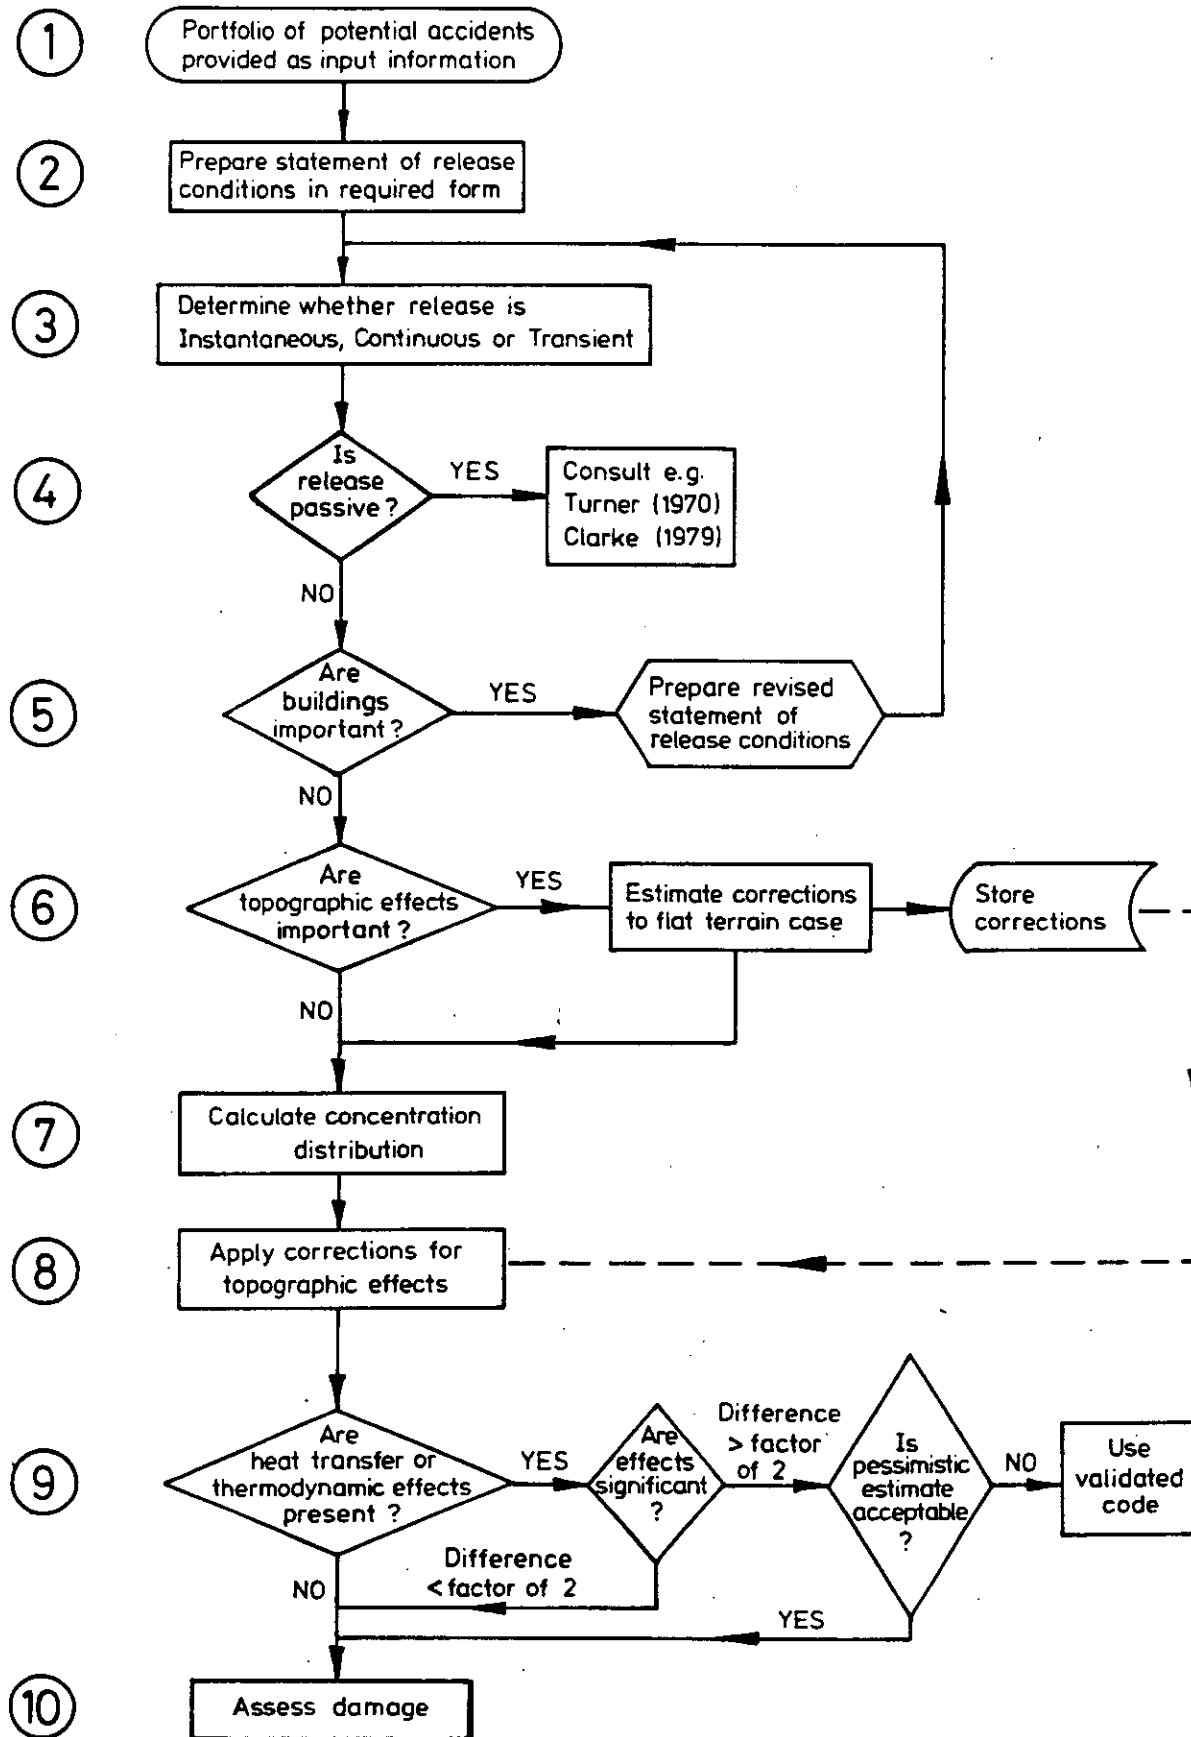 1
Portfolio of potential accidents
provided as input information
2
Prepare statement of release
conditions in required form
3
Determine whether release is
Instantaneous, Continuous or Transient
4
Is
release
passive ?
YES
Consult e.g.
Turner (1970)
Clarke (1979)
NO
5
Are
buildings
important ?
YES
Prepare revised
statement of
release conditions
NO
6
Are
topographic effects
important ?
YES
Estimate corrections
to flat terrain case
Store
corrections
NO
7
Calculate concentration
distribution
8
Apply corrections for
topographic effects
9
Are
heat transfer or
thermodynamic effects
present ?
YES
Are
effects
significant
?
Difference
> factor
of 2
Is
pessimistic
estimate
acceptable
?
NO
Use
validated
code
NO
Difference
< factor of 2
YES
10
Assess damage